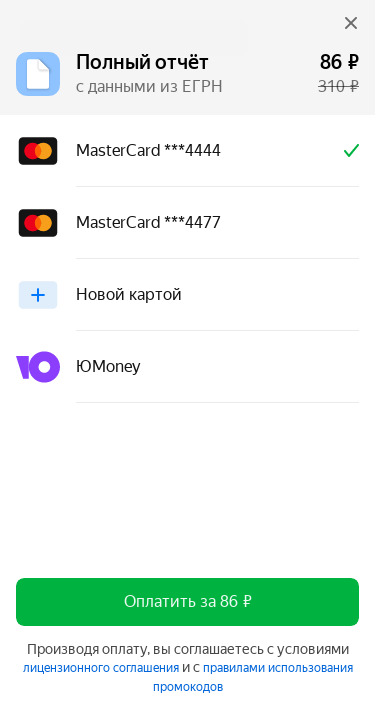 Полный отчёт
86 ₽
с данными из ЕГРН
310 ₽
MasterCard ***4444
MasterCard ***4477
Новой картой
ЮMoney
Оплатить за 86 ₽
Производя оплату, вы соглашаетесь с условиями
лицензионного соглашения и с правилами использования
промокодов